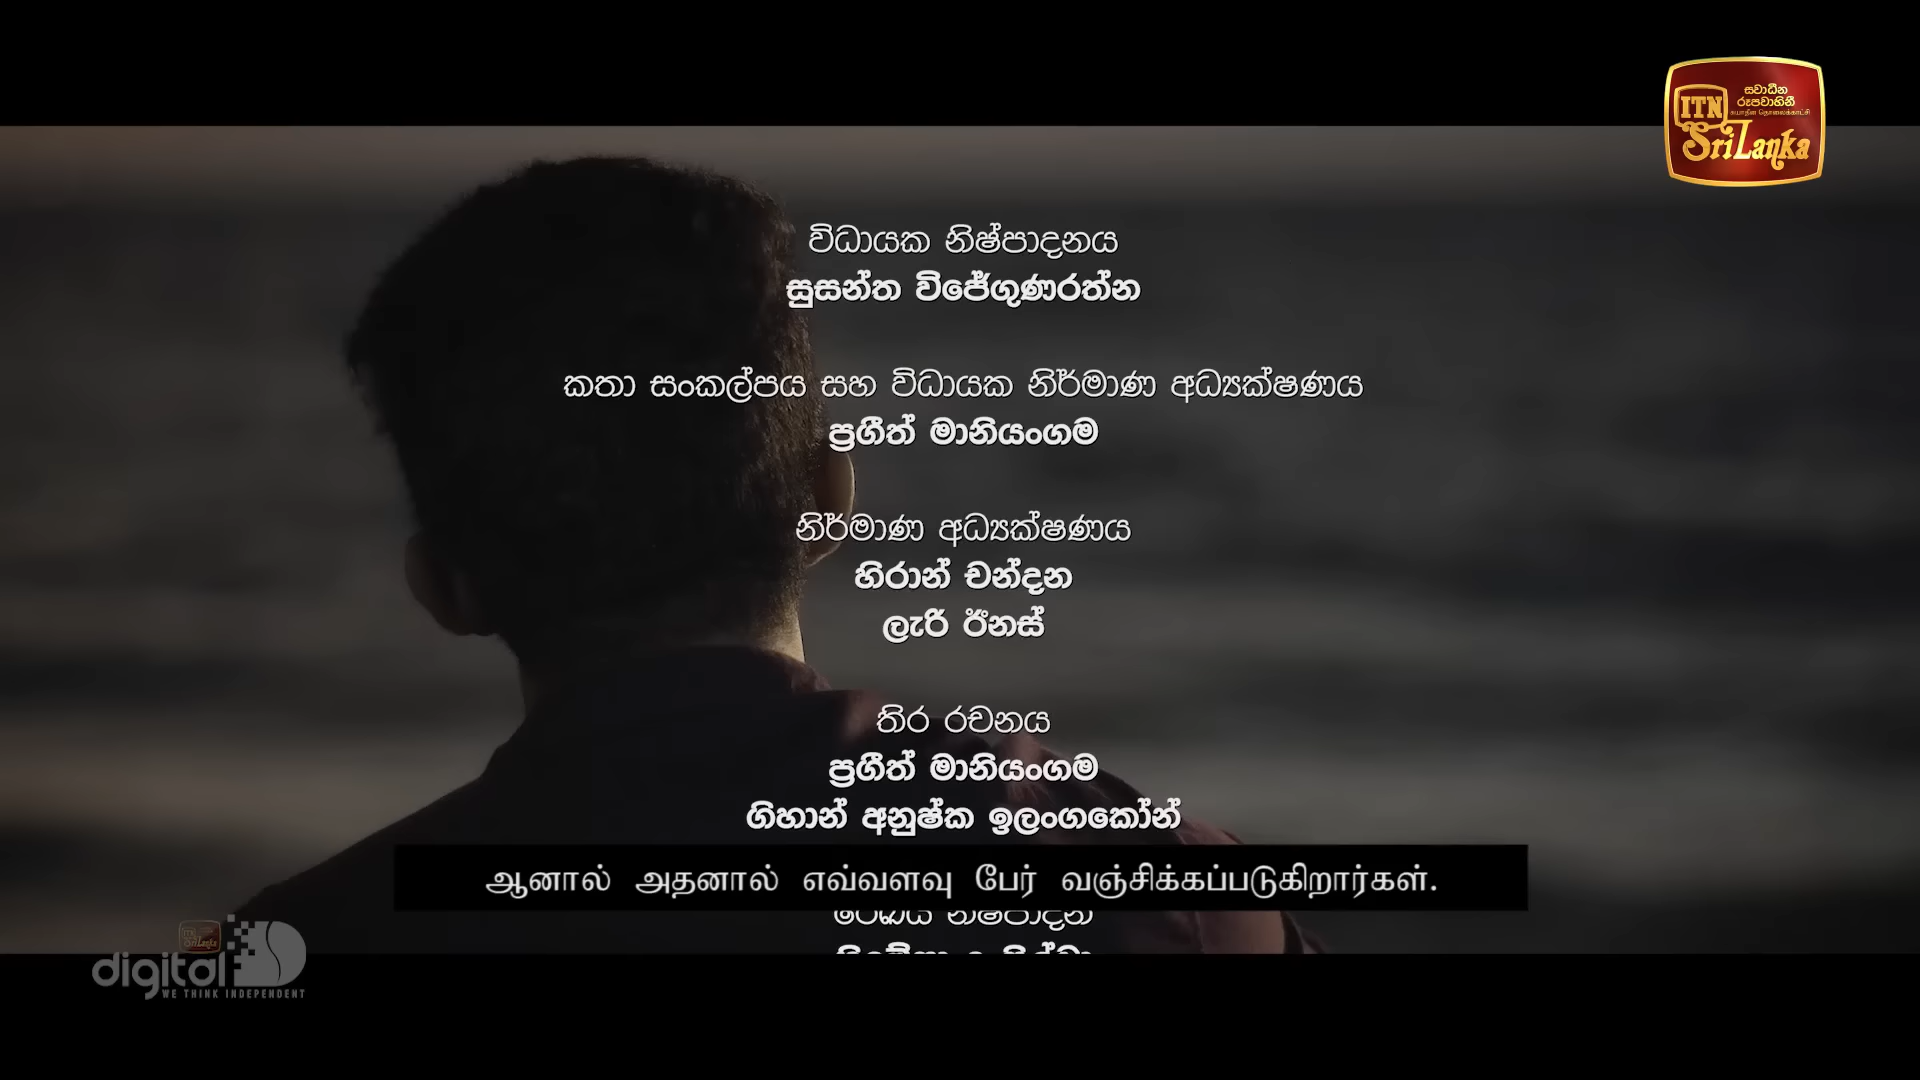 සවාධීන
රූපවාහිනී
சுயாதீன தொலைக்காட்சி
ITN
SriLanka
විධායක නිෂ්පාදනය
සුසන්ත විජේගුණරත්න
කතා සංකල්පය සහ විධායක නිර්මාණ අධ්‍යක්ෂණය
ප්‍රගීත් මානියංගම
නිර්මාණ අධ්‍යක්ෂණය
හිරාන් චන්දන
ලැරී ඊනස්
තිර රචනය
ප්‍රගීත් මානියංගම
ගිහාන් අනුෂ්ක ඉලංගකෝන්
ஆனால் அதனால் எவ்வளவு பேர் வஞ்சிக்கப்படுகிறார்கள்.
digital
WE THINK INDEPENDENT